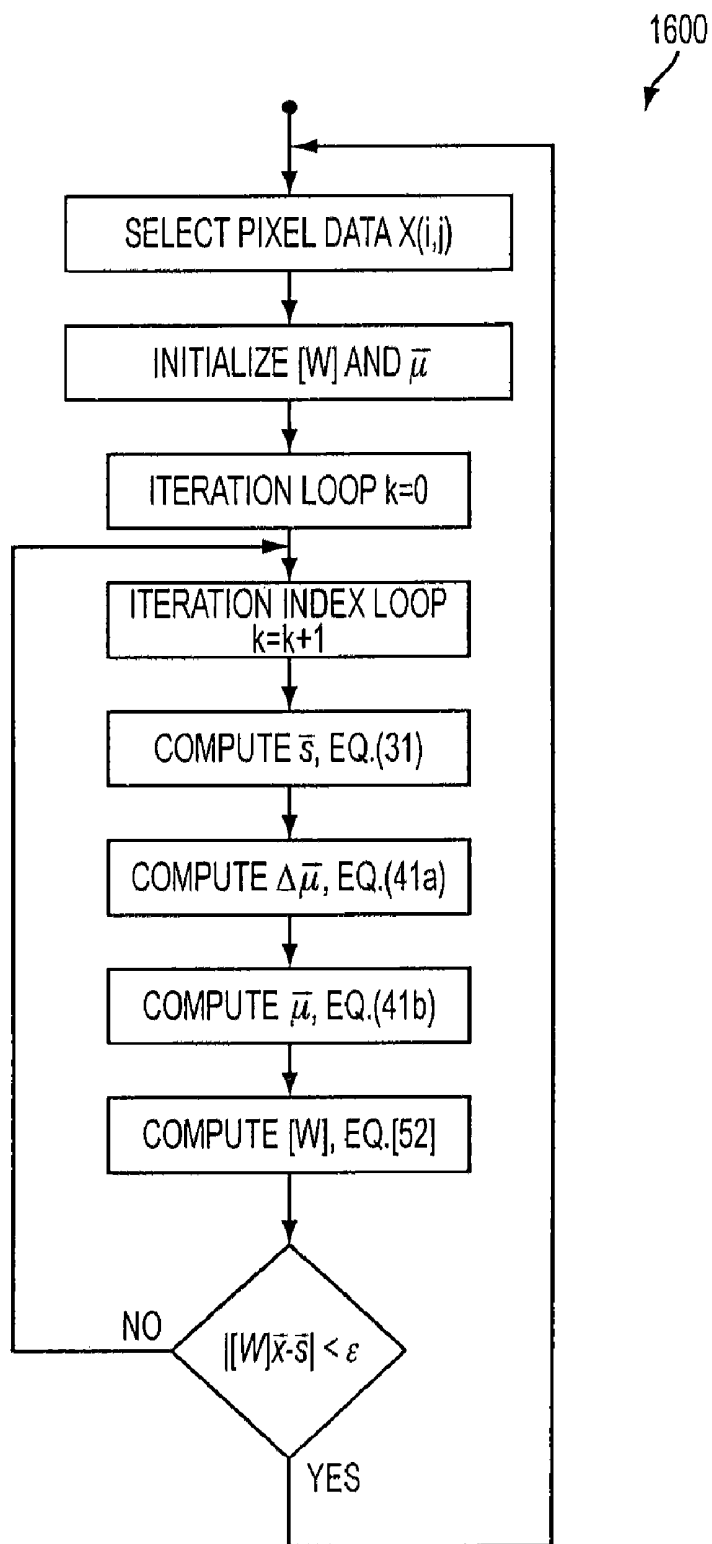 1600
SELECT PIXEL DATA X(i,j)
INITIALIZE [W] AND μ̅
ITERATION LOOP k=0
ITERATION INDEX LOOP
k=k+1
COMPUTE s̅, EQ.(31)
COMPUTE Δμ̅, EQ.(41a)
COMPUTE μ̅, EQ.(41b)
COMPUTE [W], EQ.[52]
NO
|[W]x̅-s̅| < ε
YES